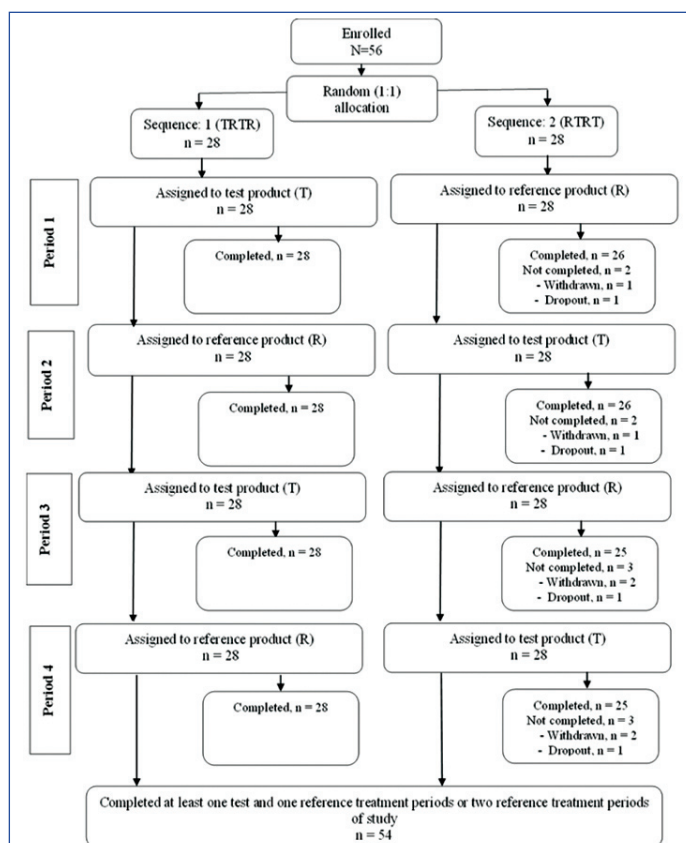 Enrolled
N=56
Random (1:1)
allocation
Sequence: 1 (TRTR)
n = 28
Sequence: 2 (RTRT)
n = 28
Period 1
Assigned to test product (T)
n = 28
Assigned to reference product (R)
n = 28
Completed, n = 28
Completed, n = 26
Not completed, n = 2
- Withdrawn, n = 1
- Dropout, n = 1
Period 2
Assigned to reference product (R)
n = 28
Assigned to test product (T)
n = 28
Completed, n = 28
Completed, n = 26
Not completed, n = 2
- Withdrawn, n = 1
- Dropout, n = 1
Period 3
Assigned to test product (T)
n = 28
Assigned to reference product (R)
n = 28
Completed, n = 28
Completed, n = 25
Not completed, n = 3
- Withdrawn, n = 2
- Dropout, n = 1
Period 4
Assigned to reference product (R)
n = 28
Assigned to test product (T)
n = 28
Completed, n = 28
Completed, n = 25
Not completed, n = 3
- Withdrawn, n = 2
- Dropout, n = 1
Completed at least one test and one reference treatment periods or two reference treatment periods
of study
n = 54